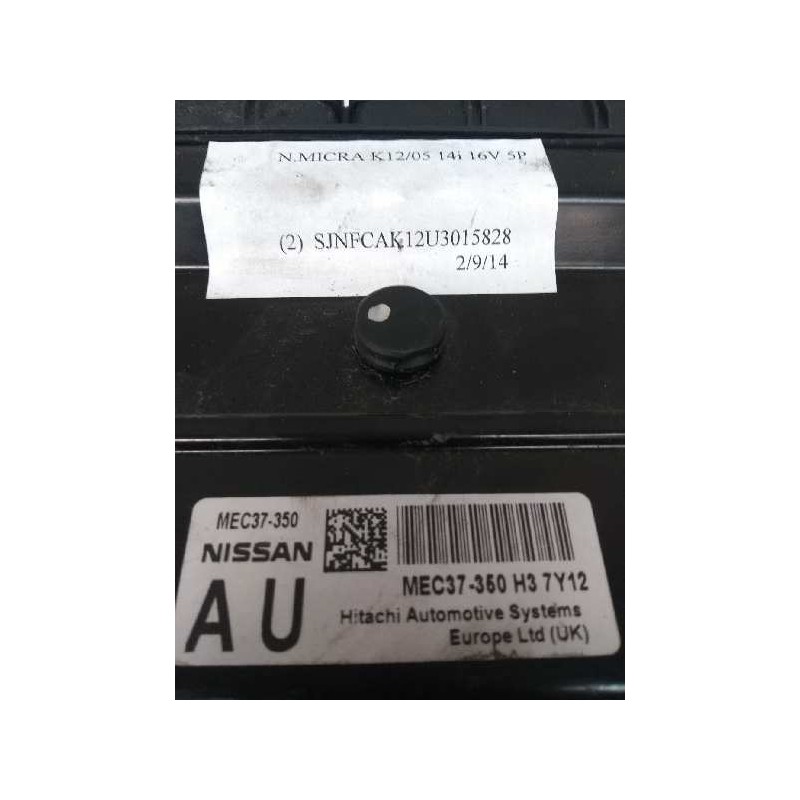 N.MICRA K12/05 14i 16V 5P
(2) SJNFCAK12U3015828
2/9/14
MEC37-350
NISSAN
AU
MEC37-350 H3 7Y12
Hitachi Automotive Systems
Europe Ltd (UK)